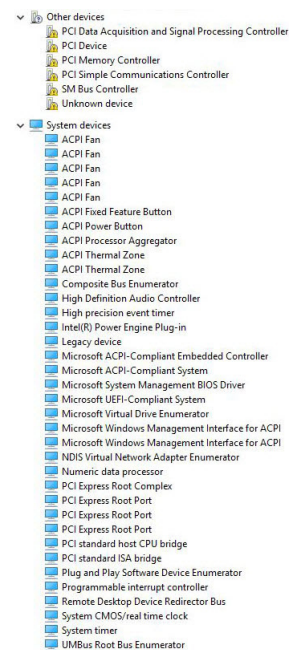 Other devices
PCI Data Acquisition and Signal Processing Controller
PCI Device
PCI Memory Controller
PCI Simple Communications Controller
SM Bus Controller
Unknown device
System devices
ACPI Fan
ACPI Fan
ACPI Fan
ACPI Fan
ACPI Fan
ACPI Fixed Feature Button
ACPI Power Button
ACPI Processor Aggregator
ACPI Thermal Zone
ACPI Thermal Zone
Composite Bus Enumerator
High Definition Audio Controller
High precision event timer
Intel(R) Power Engine Plug-in
Legacy device
Microsoft ACPI-Compliant Embedded Controller
Microsoft ACPI-Compliant System
Microsoft System Management BIOS Driver
Microsoft UEFI-Compliant System
Microsoft Virtual Drive Enumerator
Microsoft Windows Management Interface for ACPI
Microsoft Windows Management Interface for ACPI
NDIS Virtual Network Adapter Enumerator
Numeric data processor
PCI Express Root Complex
PCI Express Root Port
PCI Express Root Port
PCI Express Root Port
PCI standard host CPU bridge
PCI standard ISA bridge
Plug and Play Software Device Enumerator
Programmable interrupt controller
Remote Desktop Device Redirector Bus
System CMOS/real time clock
System timer
UMBus Root Bus Enumerator